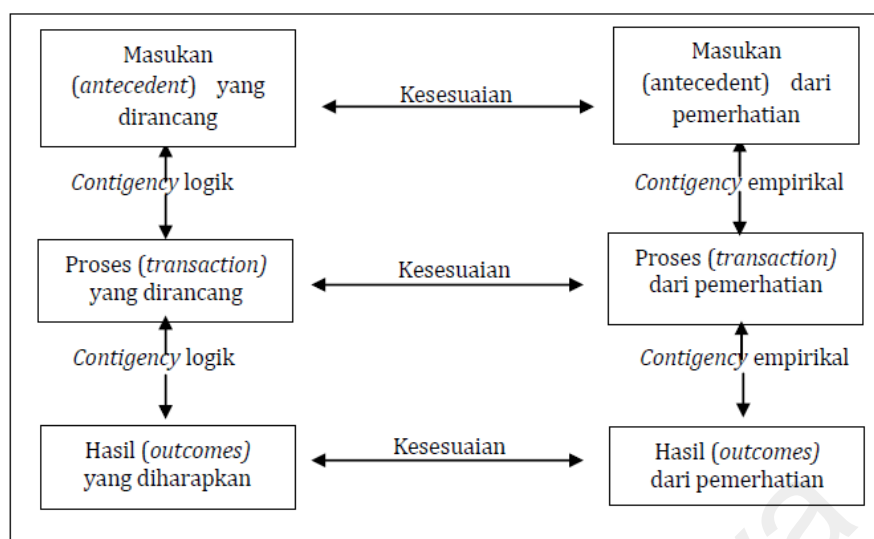 Masukan
(antecedent) yang
dirancang
Kesesuaian
Masukan
(antecedent) dari
pemerhatian
Contigency logik
Contigency empirikal
Proses (transaction)
yang dirancang
Kesesuaian
Proses (transaction)
dari pemerhatian
Contigency logik
Contigency empirikal
Hasil (outcomes)
yang diharapkan
Kesesuaian
Hasil (outcomes)
dari pemerhatian